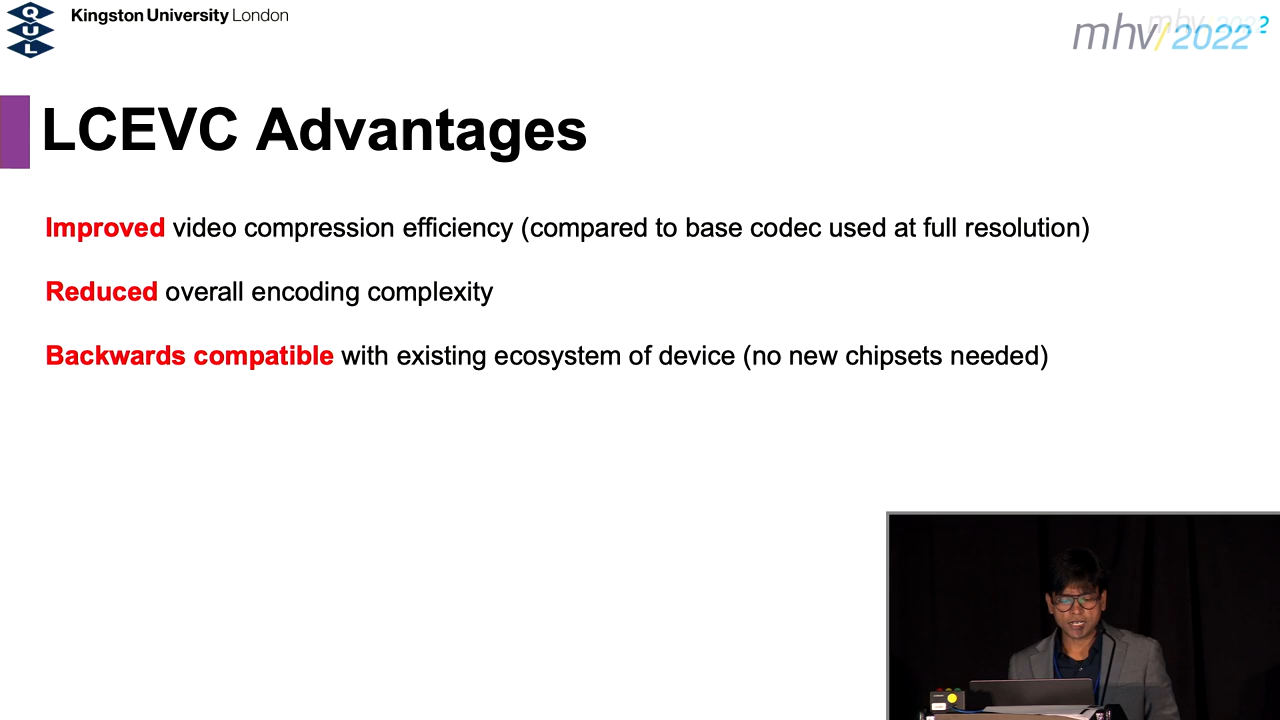 QUL
Kingston University London
mhv/2022
LCEVC Advantages
Improved video compression efficiency (compared to base codec used at full resolution)
Reduced overall encoding complexity
Backwards compatible with existing ecosystem of device (no new chipsets needed)